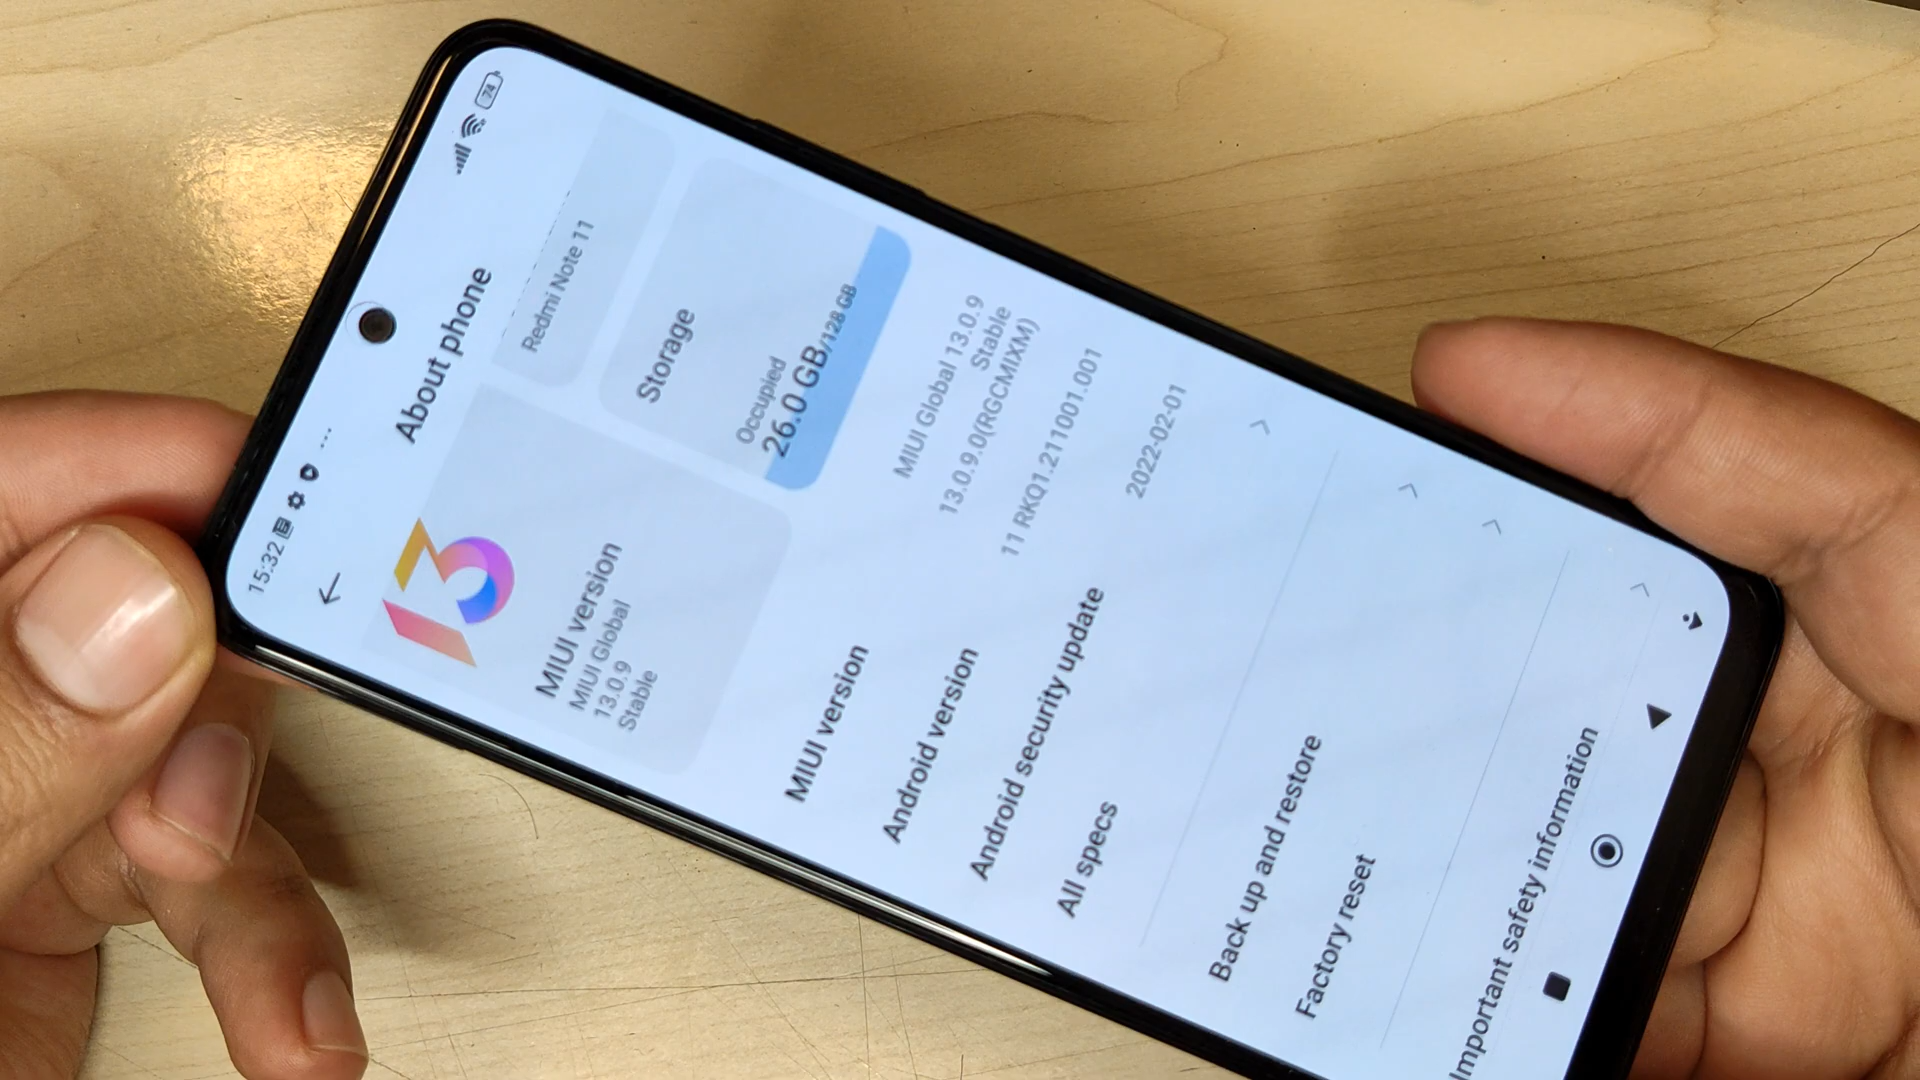 15:32
74
About phone
13
MIUI version
MIUI Global
13.0.9
Stable
Redmi Note 11
Storage
Occupied
26.0 GB/128 GB
MIUI version
MIUI Global 13.0.9
Stable
13.0.9.0(RGCMIXM)
Android version
11 RKQ1.211001.001
Android security update
2022-02-01
All specs
Back up and restore
Factory reset
Important safety information